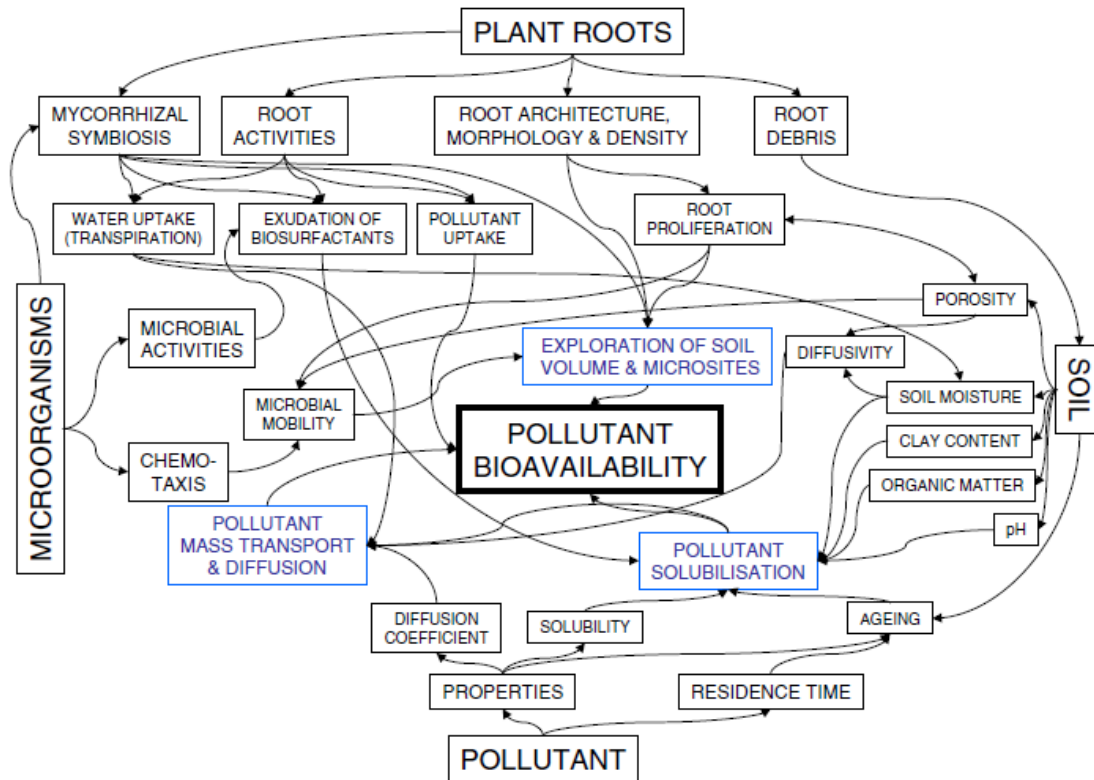 PLANT ROOTS
MYCORRHIZAL
SYMBIOSIS
ROOT
ACTIVITIES
ROOT ARCHITECTURE,
MORPHOLOGY & DENSITY
ROOT
DEBRIS
WATER UPTAKE
(TRANSPIRATION)
EXUDATION OF
BIOSURFACTANTS
POLLUTANT
UPTAKE
ROOT
PROLIFERATION
MICROORGANISMS
MICROBIAL
ACTIVITIES
POROSITY
EXPLORATION OF SOIL
VOLUME & MICROSITES
DIFFUSIVITY
SOIL
MICROBIAL
MOBILITY
SOIL MOISTURE
POLLUTANT
BIOAVAILABILITY
CLAY CONTENT
CHEMO-
TAXIS
ORGANIC MATTER
POLLUTANT
MASS TRANSPORT
& DIFFUSION
pH
POLLUTANT
SOLUBILISATION
DIFFUSION
COEFFICIENT
SOLUBILITY
AGEING
PROPERTIES
RESIDENCE TIME
POLLUTANT